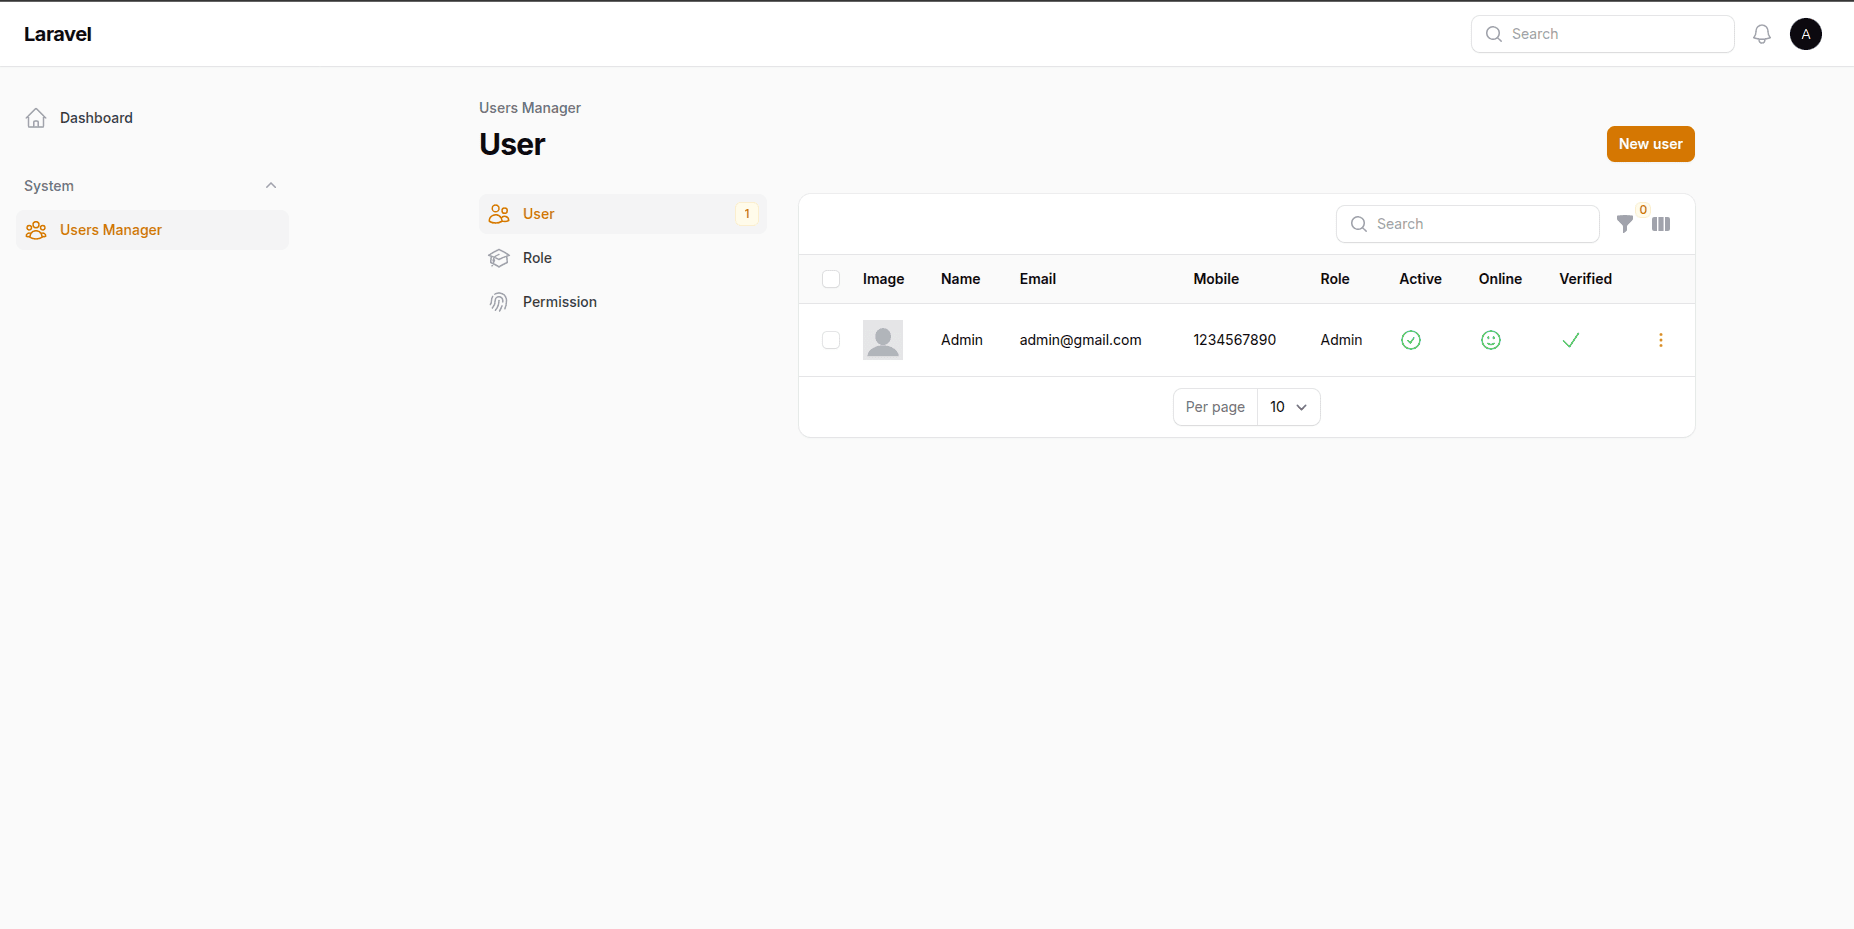 Laravel
Search
A
Dashboard
System
Users Manager
Users Manager
User
New user
User 1
Role
Permission
Search
0
Image Name Email Mobile Role Active Online Verified
Admin admin@gmail.com 1234567890 Admin
Per page 10